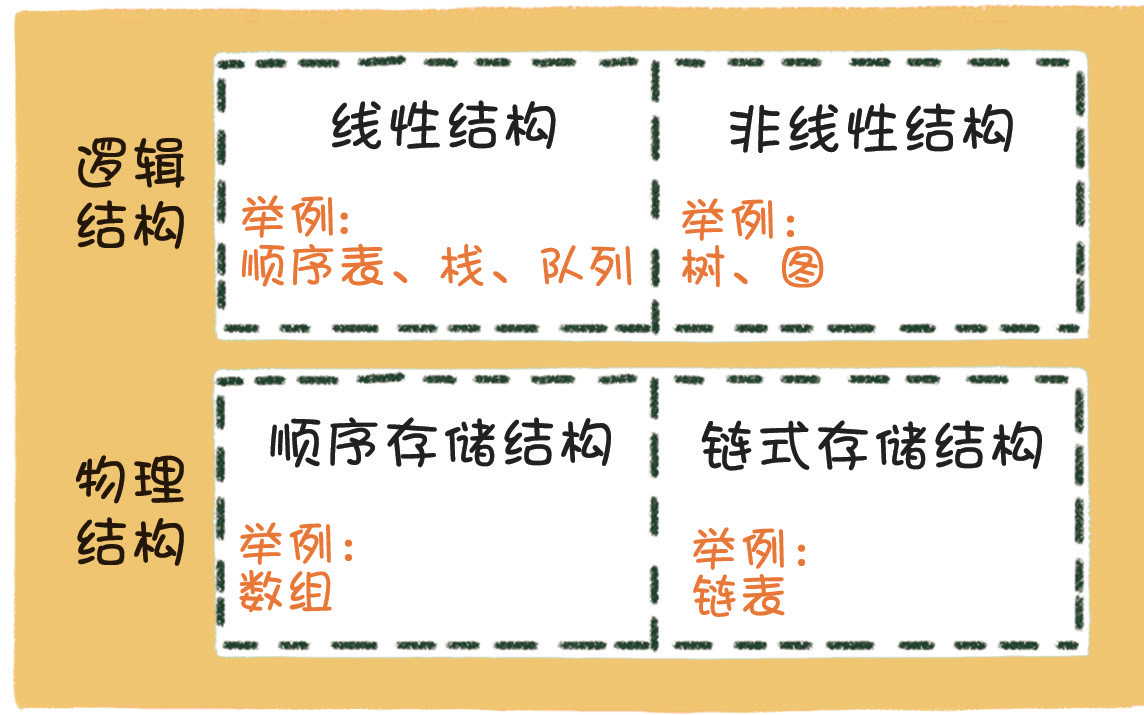 逻辑
结构
线性结构
举例:
顺序表、栈、队列
非线性结构
举例：
树、图
物理
结构
顺序存储结构
举例：
数组
链式存储结构
举例：
链表